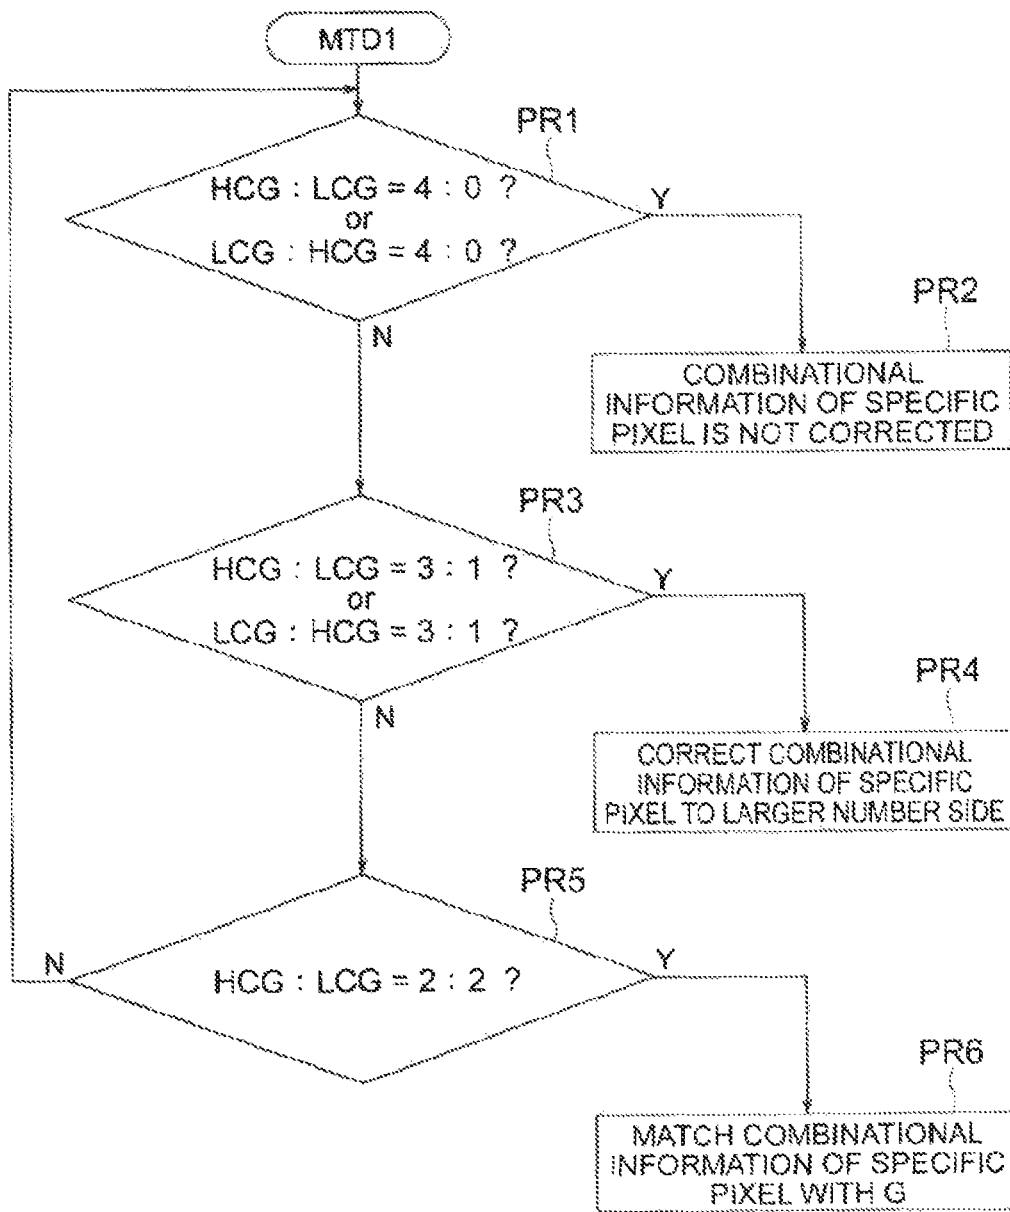 MTD1
PR1
HCG : LCG = 4 : 0 ?
or
LCG : HCG = 4 : 0 ?
Y
N
PR2
COMBINATIONAL
INFORMATION OF SPECIFIC
PIXEL IS NOT CORRECTED
PR3
HCG : LCG = 3 : 1 ?
or
LCG : HCG = 3 : 1 ?
Y
N
PR4
CORRECT COMBINATIONAL
INFORMATION OF SPECIFIC
PIXEL TO LARGER NUMBER SIDE
PR5
N
HCG : LCG = 2 : 2 ?
Y
PR6
MATCH COMBINATIONAL
INFORMATION OF SPECIFIC
PIXEL WITH G